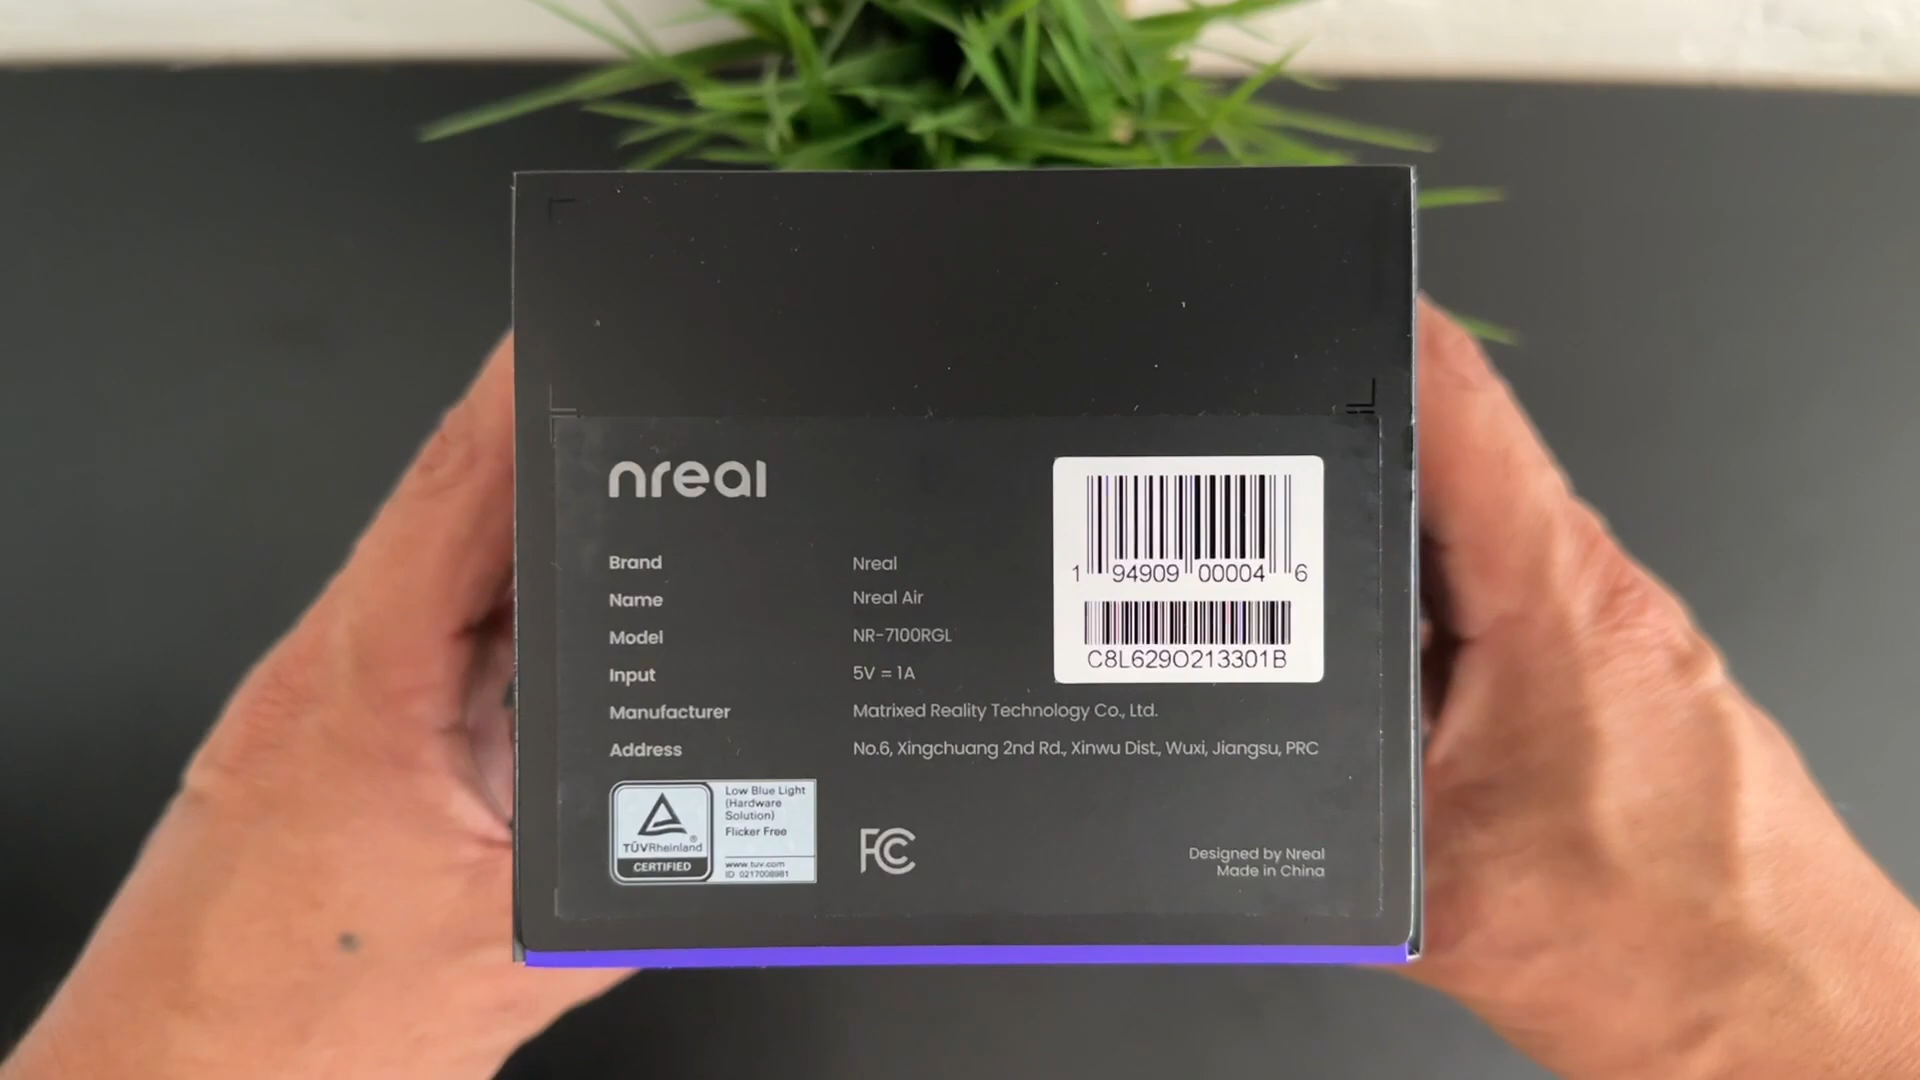 nreal
Brand Nreal
Name Nreal Air
Model NR-7100RGL
Input 5V = 1A
Manufacturer Matrixed Reality Technology Co., Ltd.
Address No.6, Xingchuang 2nd Rd., Xinwu Dist., Wuxi, Jiangsu, PRC
1 94909 00004 6
C8L629O213301B
TÜVRheinland®
CERTIFIED
Low Blue Light
(Hardware
Solution)
Flicker Free
www.tuv.com
ID 0217008981
FC
Designed by Nreal
Made in China